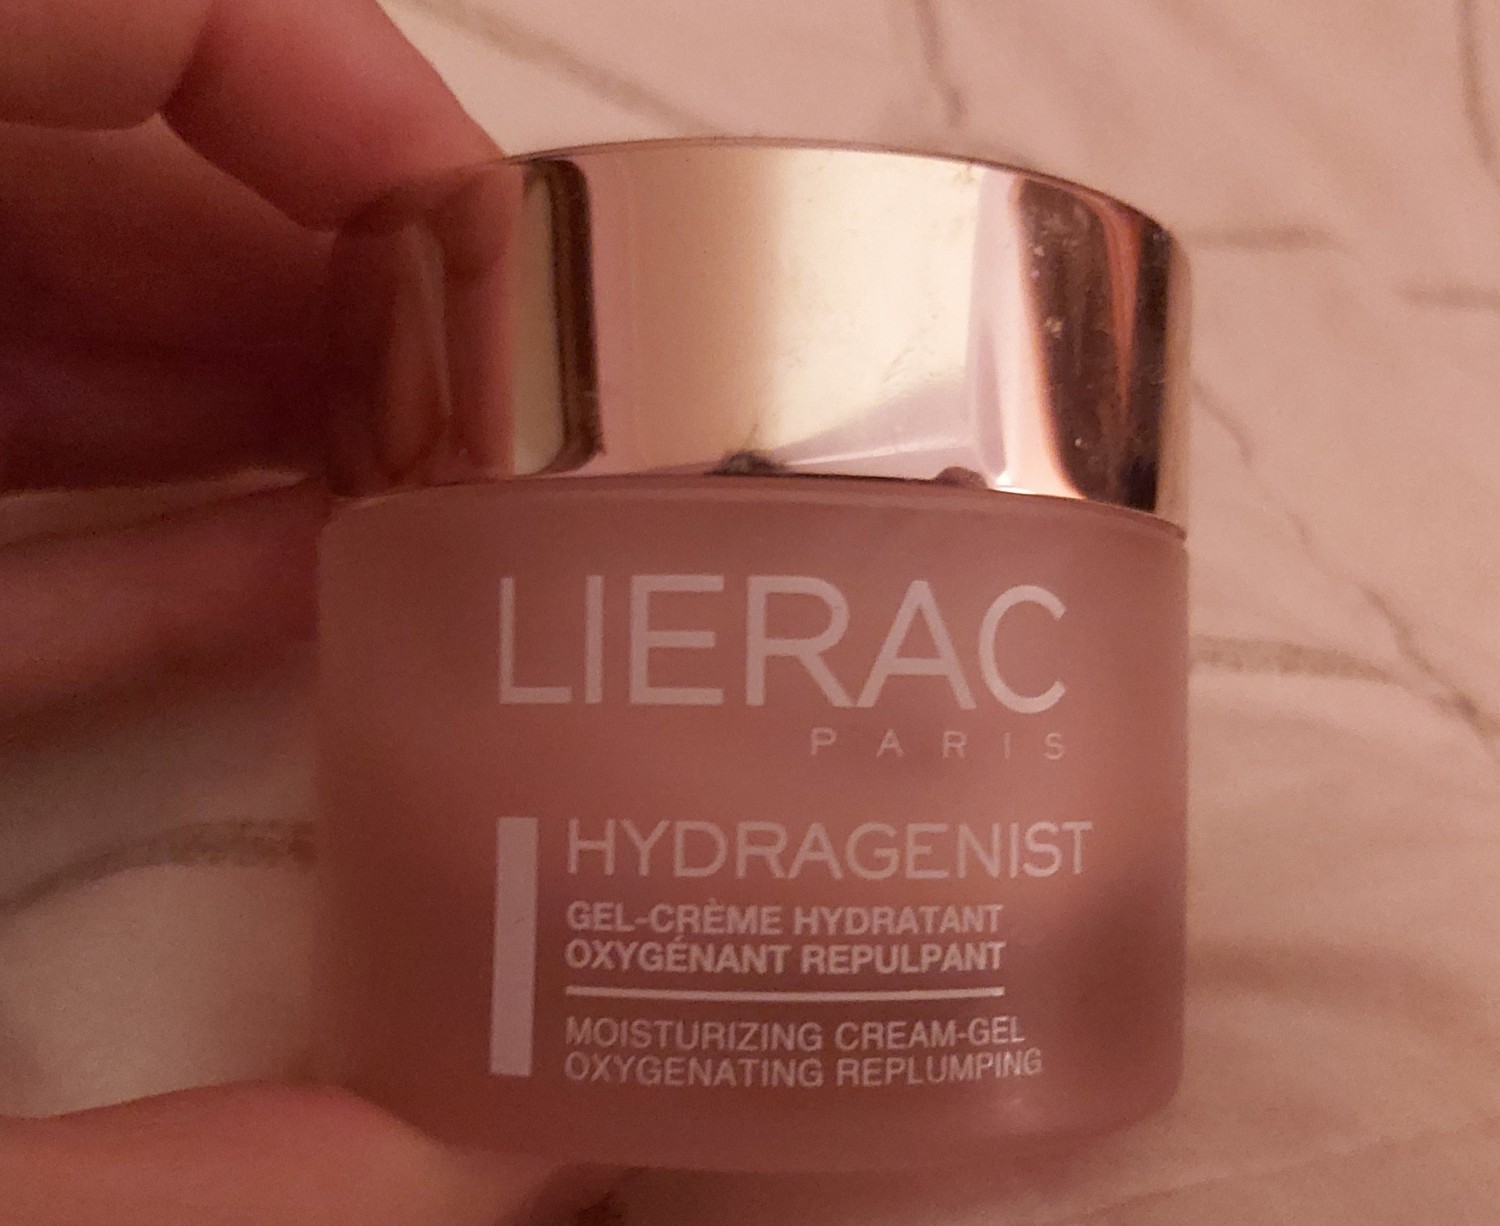 LIERAC
PARIS
HYDRAGENIST
GEL-CRÈME HYDRATANT
OXYGÉNANT REPULPANT
MOISTURIZING CREAM-GEL
OXYGENATING REPLUMPING